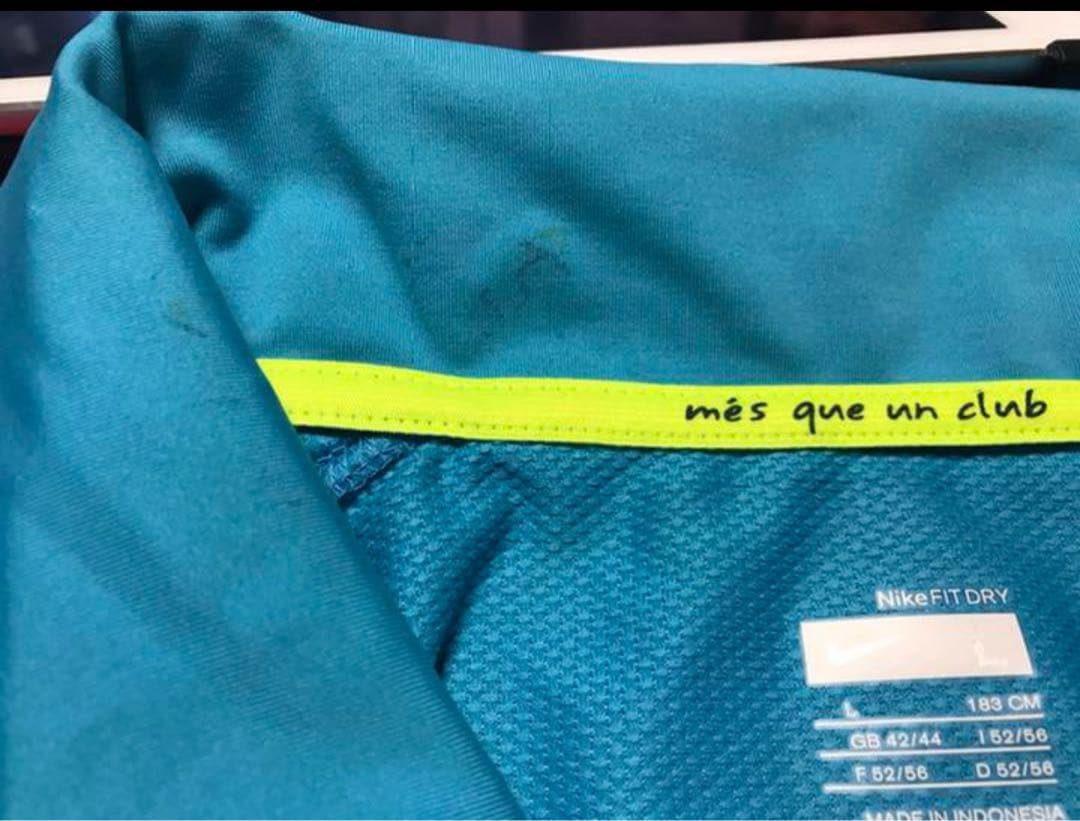 més que un club
NikeFIT DRY
L
L 183 CM
GB 42/44 I 52/56
F 52/56 D 52/56
MADE IN INDONESIA